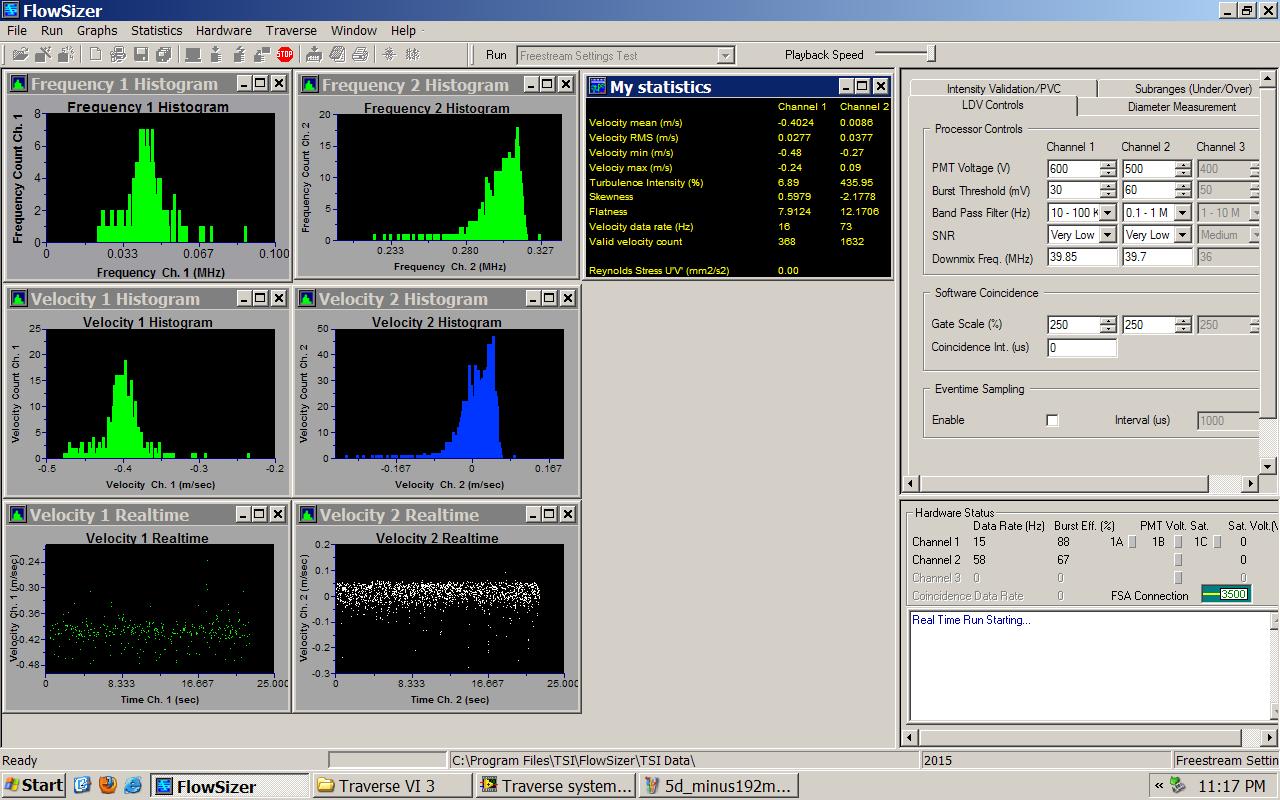 FlowSizer
File Run Graphs Statistics Hardware Traverse Window Help
STOP Run Freestream Settings Test Playback Speed
Frequency 1 Histogram
Frequency 1 Histogram
Frequency Count Ch. 1
8
6
4
2
0
0 0.033 0.067 0.100
Frequency Ch. 1 (MHz)
Frequency 2 Histogram
Frequency 2 Histogram
Frequency Count Ch. 2
20
15
10
5
0
0.233 0.280 0.327
Frequency Ch. 2 (MHz)
My statistics
Channel 1 Channel 2
Velocity mean (m/s) -0.4024 0.0086
Velocity RMS (m/s) 0.0277 0.0377
Velocity min (m/s) -0.48 -0.27
Velociy max (m/s) -0.24 0.09
Turbulence Intensity (%) 6.89 435.95
Skewness 0.5979 -2.1778
Flatness 7.9124 12.1706
Velocity data rate (Hz) 16 73
Valid velocity count 368 1632
Reynolds Stress U'V' (mm2/s2) 0.00
Velocity 1 Histogram
Velocity 1 Histogram
Velocity Count Ch. 1
25
20
15
10
5
0
-0.5 -0.4 -0.3 -0.2
Velocity Ch. 1 (m/sec)
Velocity 2 Histogram
Velocity 2 Histogram
Velocity Count Ch. 2
50
40
30
20
10
0
-0.167 0 0.167
Velocity Ch. 2 (m/sec)
Velocity 1 Realtime
Velocity 1 Realtime
Velocity Ch. 1 (m/sec)
-0.24
-0.30
-0.36
-0.42
-0.48
0 8.333 16.667 25.000
Time Ch. 1 (sec)
Velocity 2 Realtime
Velocity 2 Realtime
Velocity Ch. 2 (m/sec)
0.2
0.1
0
-0.1
-0.2
-0.3
0 8.333 16.667 25.000
Time Ch. 2 (sec)
Intensity Validation/PVC Subranges (Under/Over)
LDV Controls Diameter Measurement
Processor Controls
Channel 1 Channel 2 Channel 3
PMT Voltage (V) 600 500 400
Burst Threshold (mV) 30 60 50
Band Pass Filter (Hz) 10 - 100 K 0.1 - 1 M 1 - 10 M
SNR Very Low Very Low Medium
Downmix Freq. (MHz) 39.85 39.7 36
Software Coincidence
Gate Scale (%) 250 250 250
Coincidence Int. (us) 0
Eventime Sampling
Enable Interval (us) 1000
Hardware Status
Data Rate (Hz) Burst Eff. (%) PMT Volt. Sat. Sat. Volt.(V
Channel 1 15 88 1A 1B 1C 0
Channel 2 58 67 0
Channel 3 0 0 0
Coincidence Data Rate 0 FSA Connection 3500
Real Time Run Starting...
Ready C:\Program Files\TSI\FlowSizer\TSI Data\ 2015 Freestream Settin
Start FlowSizer Traverse VI 3 Traverse system... 5d_minus192m... « 11:17 PM